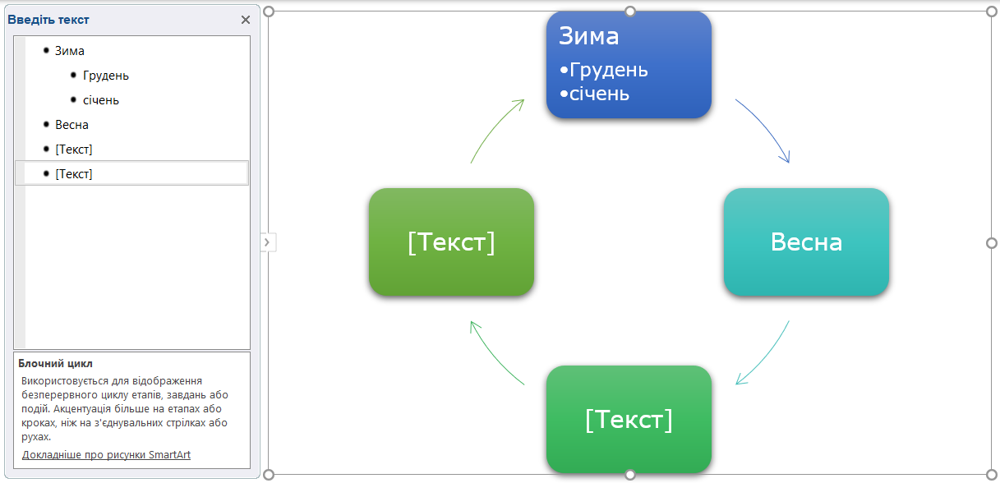 Введіть текст
Зима
Грудень
січень
Весна
[Текст]
[Текст]
Блочний цикл
Використовується для відображення
безперервного циклу етапів, завдань або
подій. Акцентуація більше на етапах або
кроках, ніж на з'єднувальних стрілках або
рухах.
Докладніше про рисунки SmartArt
Зима
•Грудень
•січень
[Текст]
Весна
[Текст]